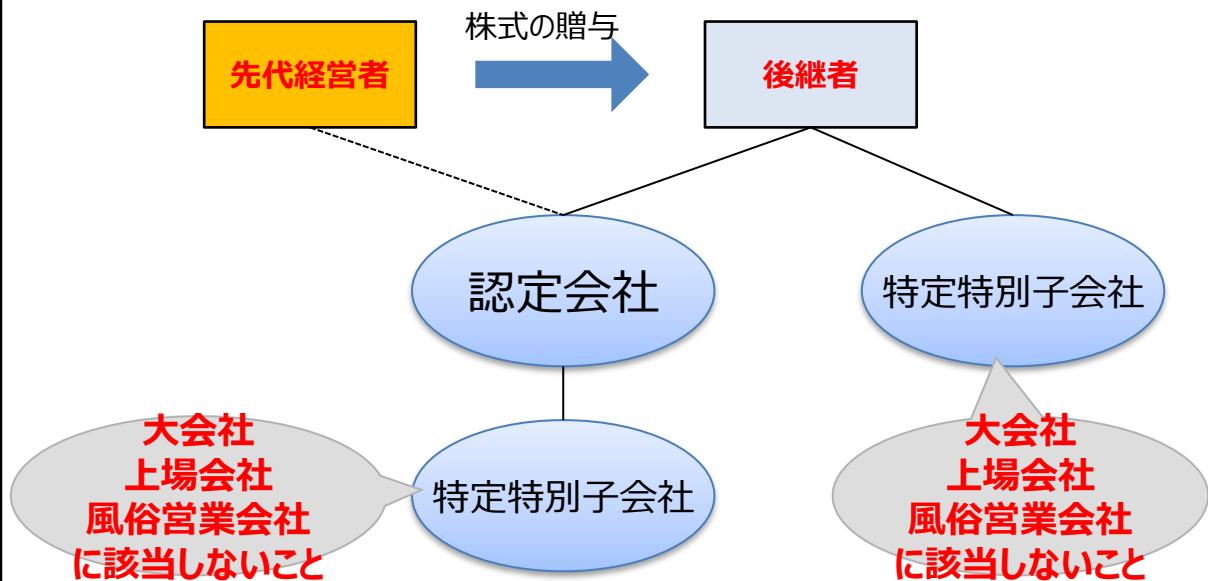 株式の贈与
先代経営者
後継者
認定会社
特定特別子会社
大会社
上場会社
風俗営業会社
に該当しないこと
特定特別子会社
大会社
上場会社
風俗営業会社
に該当しないこと